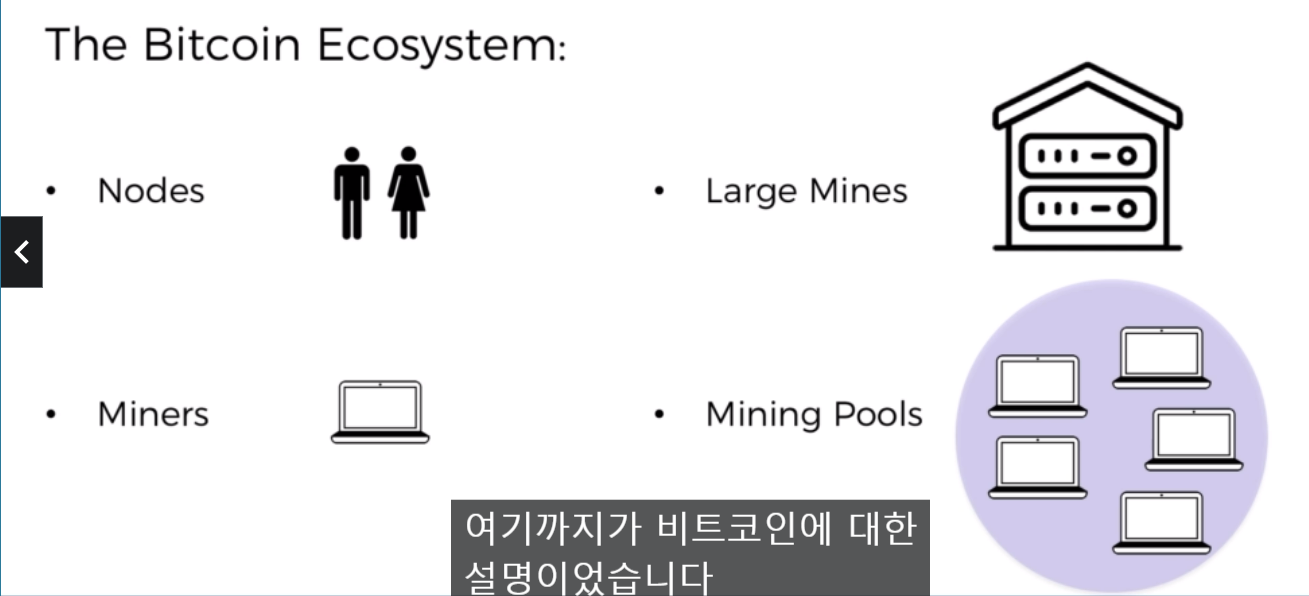 The Bitcoin Ecosystem:
• Nodes
• Large Mines
• Miners
• Mining Pools
여기까지가 비트코인에 대한
설명이었습니다